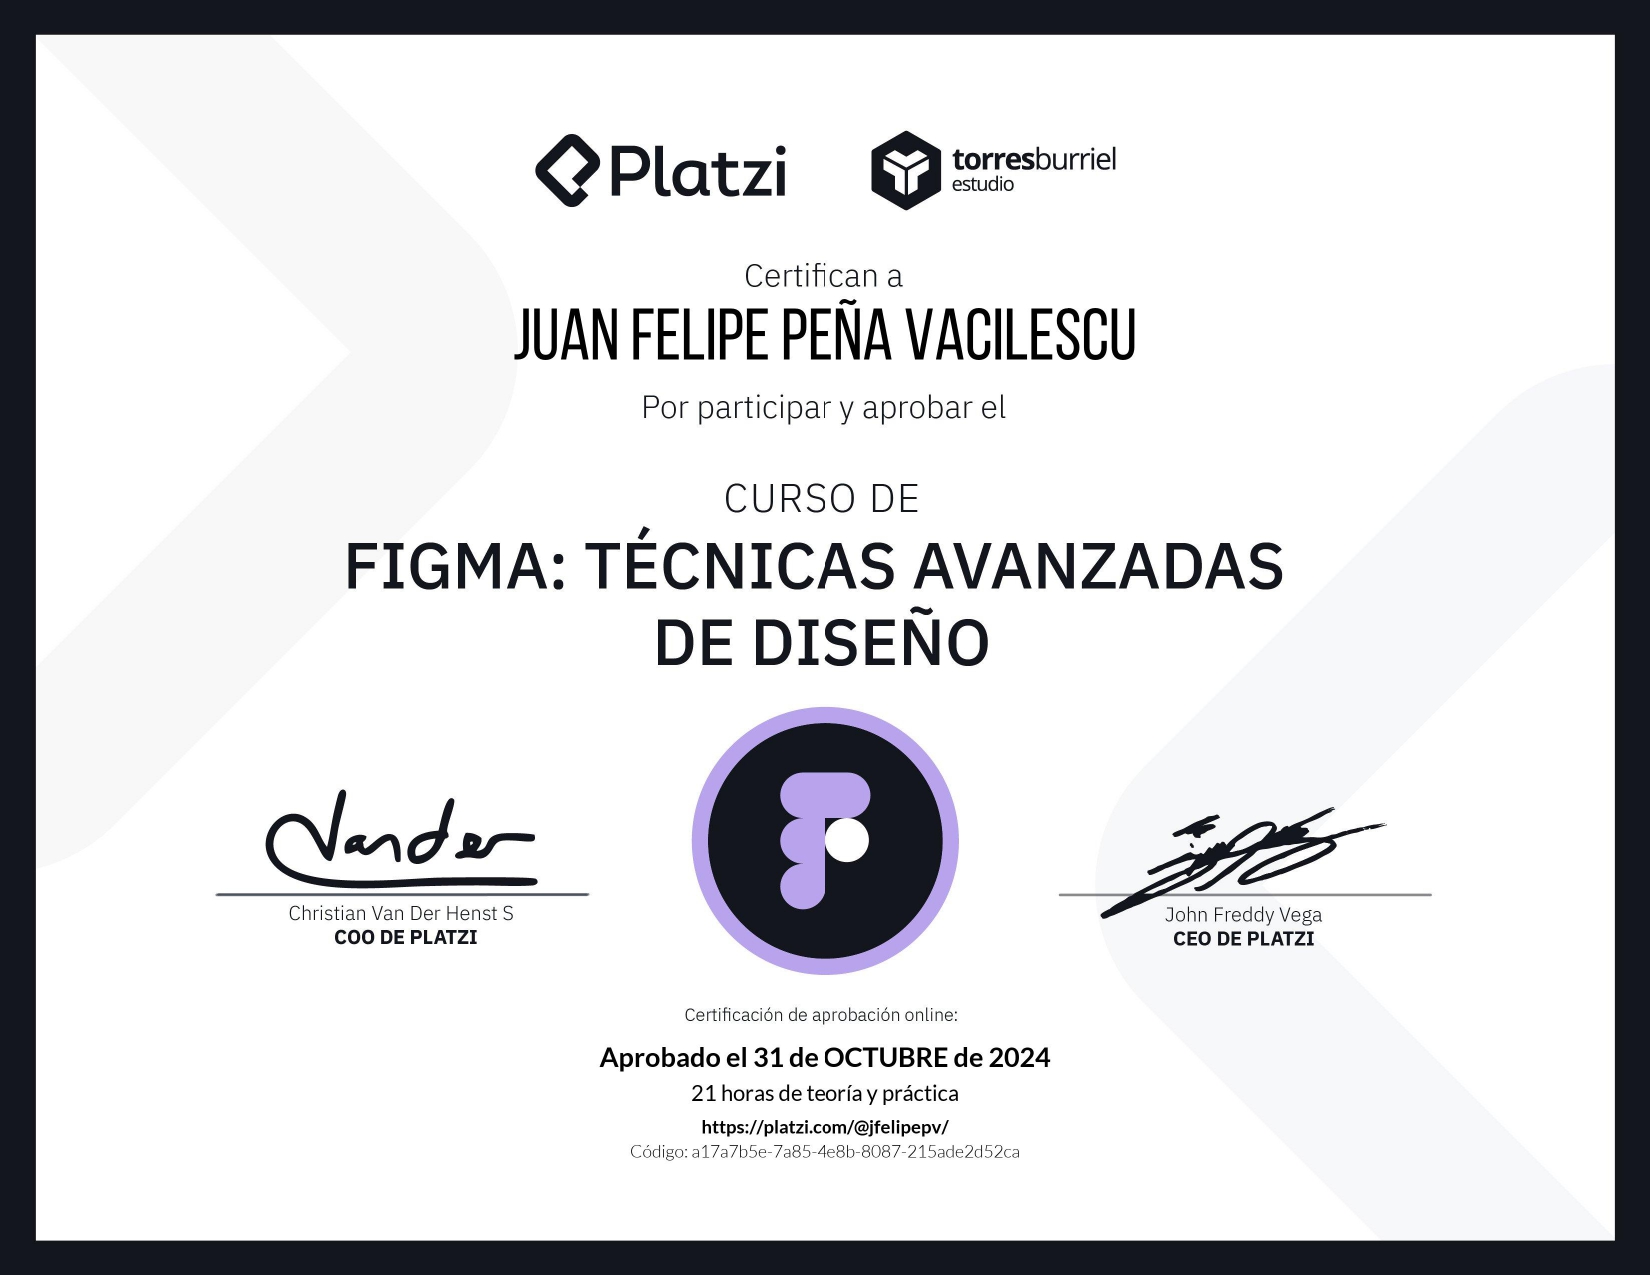 Platzi
torresburriel
estudio
Certifican a
JUAN FELIPE PEÑA VACILESCU
Por participar y aprobar el
CURSO DE
FIGMA: TÉCNICAS AVANZADAS
DE DISEÑO
Vander
Christian Van Der Henst S
COO DE PLATZI
John Freddy Vega
CEO DE PLATZI
Certificación de aprobación online:
Aprobado el 31 de OCTUBRE de 2024
21 horas de teoría y práctica
https://platzi.com/@jfelipepv/
Código: a17a7b5e-7a85-4e8b-8087-215ade2d52ca